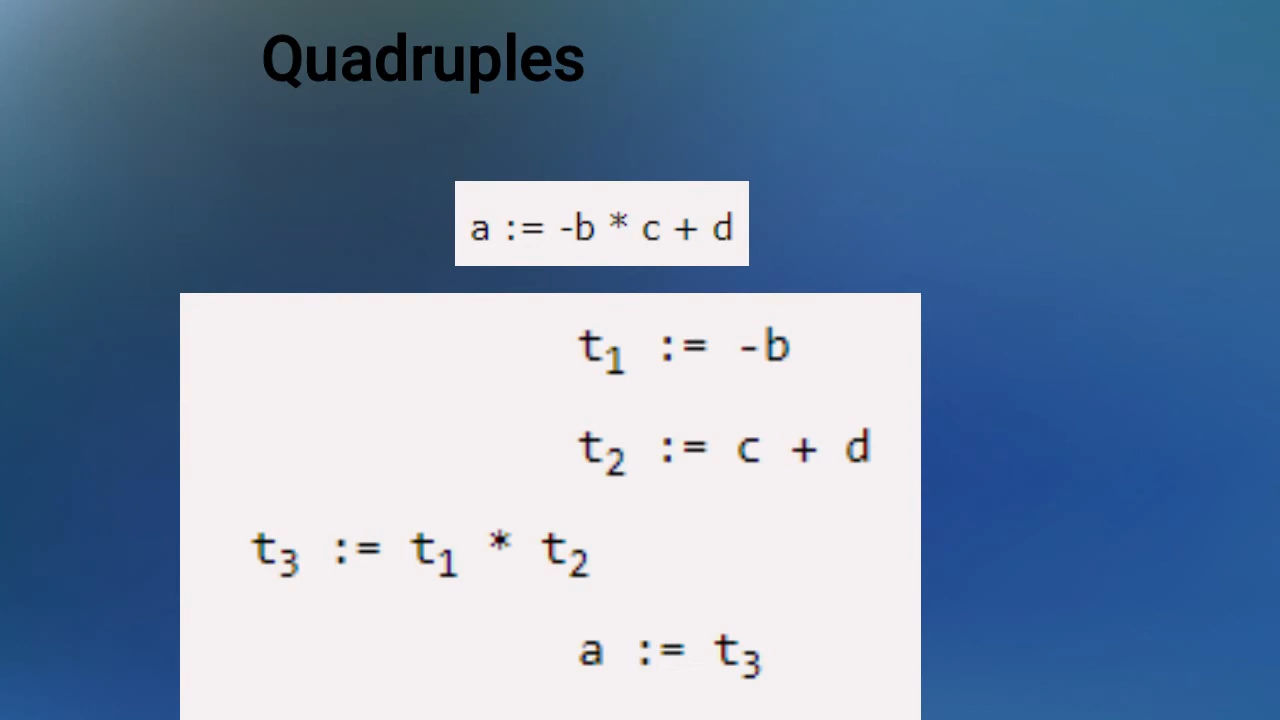 Quadruples
a := -b * c + d
t₁ := -b
t₂ := c + d
t₃ := t₁ * t₂
a := t₃